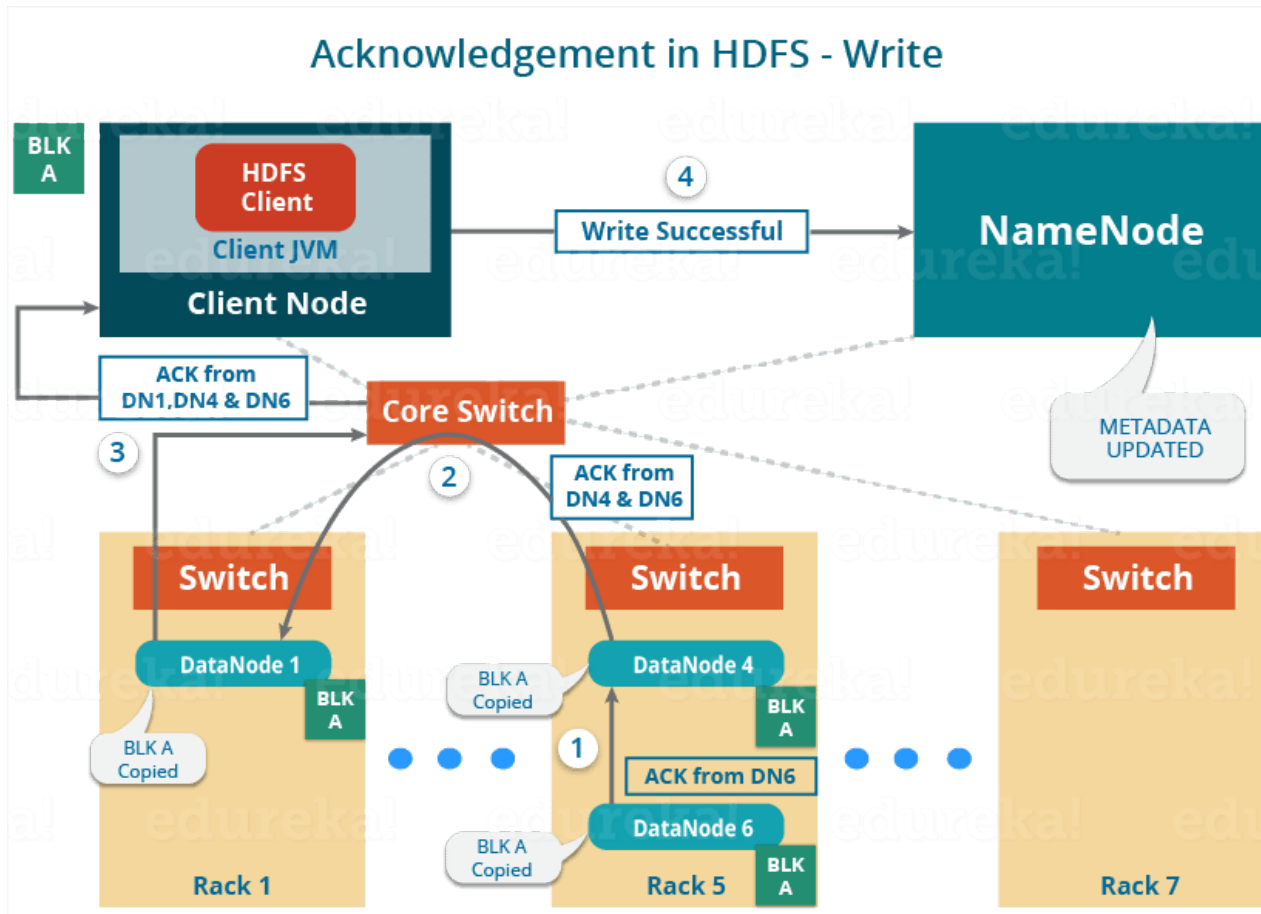 Acknowledgement in HDFS - Write
BLK
A
HDFS
Client
Client JVM
Client Node
4
Write Successful
NameNode
ACK from
DN1,DN4 & DN6
Core Switch
METADATA
UPDATED
3
2
ACK from
DN4 & DN6
Switch
Switch
Switch
DataNode 1
BLK
A
BLK A
Copied
DataNode 4
BLK A
Copied
BLK
A
1
ACK from DN6
DataNode 6
BLK A
Copied
BLK
A
Rack 1
Rack 5
Rack 7
edureka!